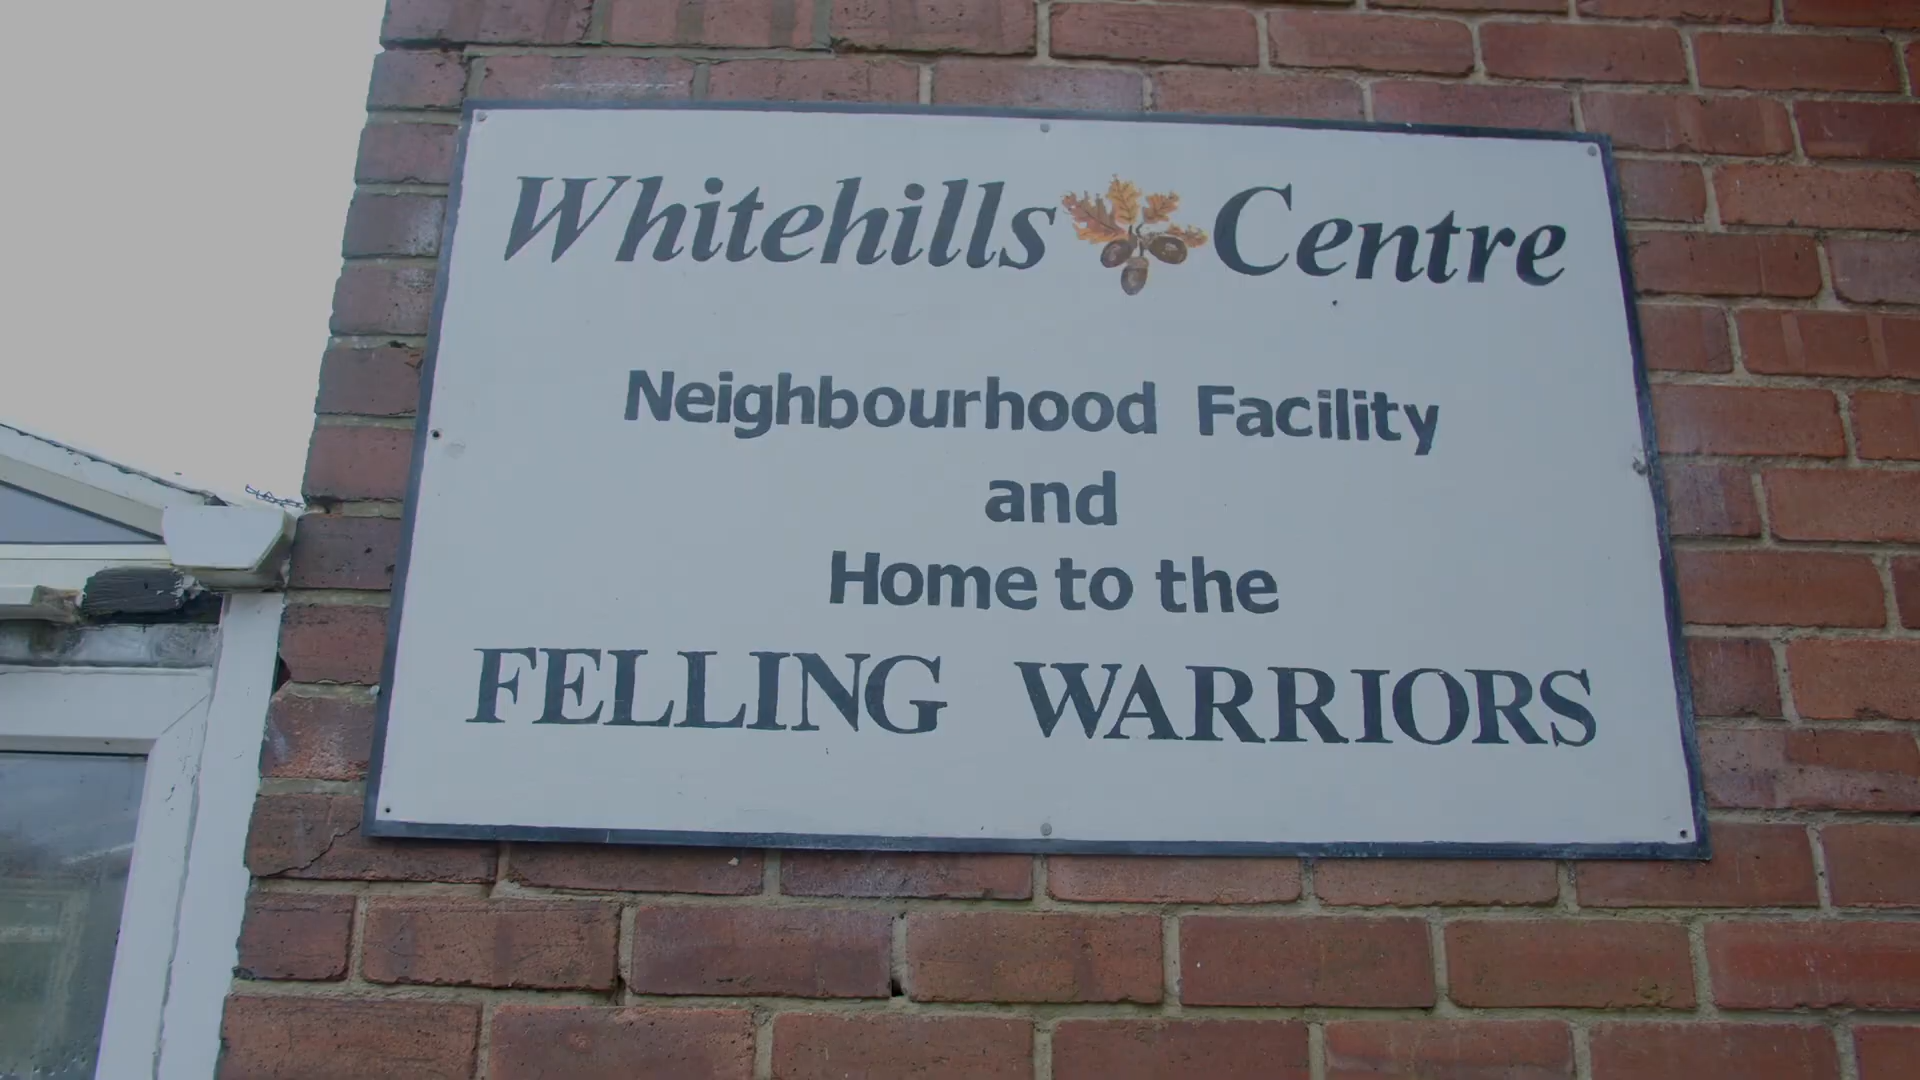 Whitehills Centre
Neighbourhood Facility
and
Home to the
FELLING WARRIORS